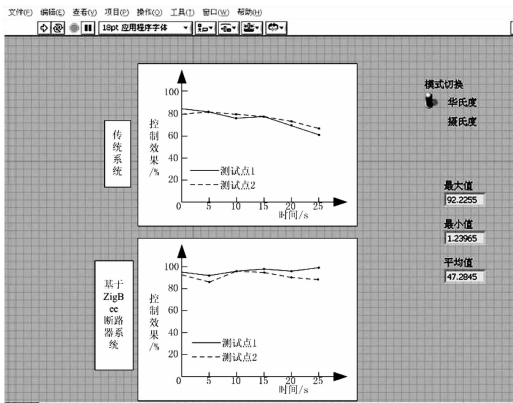 文件(F) 编辑(E) 查看(V) 项目(P) 操作(O) 工具(T) 窗口(W) 帮助(H)
18pt 应用程序字体
传统系统
控制效果/%
100
80
60
40
20
0 5 10 15 20 25
时间/s
测试点1
测试点2
模式切换
华氏度
摄氏度
最大值
92.2255
最小值
1.23965
平均值
47.2845
基于
ZigB
ee
断路
器系
统
控制效果/%
100
80
60
40
20
0 5 10 15 20 25
时间/s
测试点1
测试点2